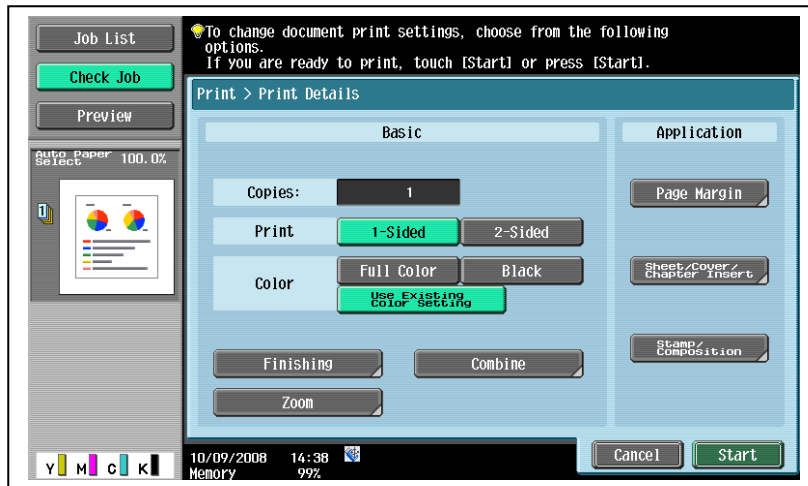 Job List
Check Job
Preview
Auto Paper
Select
100.0%
1
Y M C K
To change document print settings, choose from the following
options.
If you are ready to print, touch [Start] or press [Start].
Print > Print Details
Basic
Copies:
1
Print
1-Sided
2-Sided
Color
Full Color
Black
Use Existing
Color Setting
Finishing
Combine
Zoom
Application
Page Margin
Sheet/Cover/
Chapter Insert
Stamp/
Composition
10/09/2008 14:38
Memory 99%
Cancel
Start